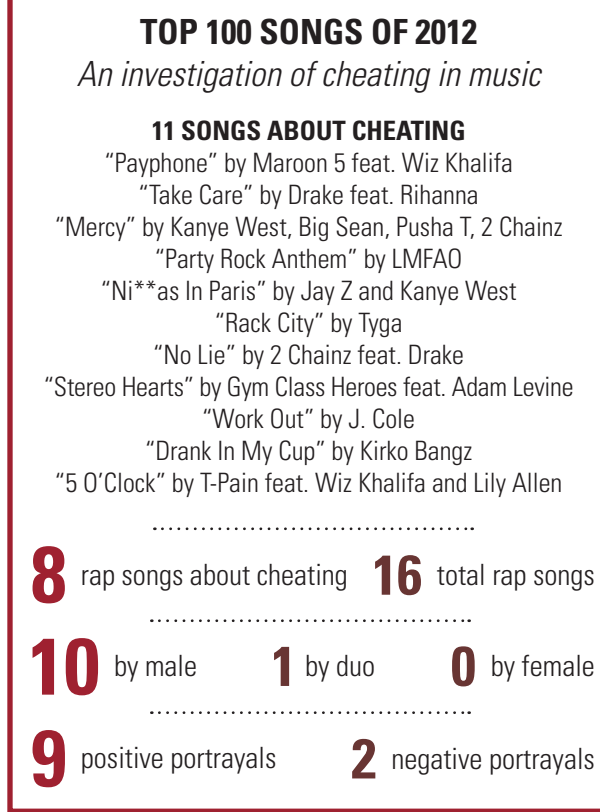 TOP 100 SONGS OF 2012
An investigation of cheating in music
11 SONGS ABOUT CHEATING
“Payphone” by Maroon 5 feat. Wiz Khalifa
“Take Care” by Drake feat. Rihanna
“Mercy” by Kanye West, Big Sean, Pusha T, 2 Chainz
“Party Rock Anthem” by LMFAO
“Ni**as In Paris” by Jay Z and Kanye West
“Rack City” by Tyga
“No Lie” by 2 Chainz feat. Drake
“Stereo Hearts” by Gym Class Heroes feat. Adam Levine
“Work Out” by J. Cole
“Drank In My Cup” by Kirko Bangz
“5 O’Clock” by T-Pain feat. Wiz Khalifa and Lily Allen
8 rap songs about cheating 16 total rap songs
10 by male 1 by duo 0 by female
9 positive portrayals 2 negative portrayals